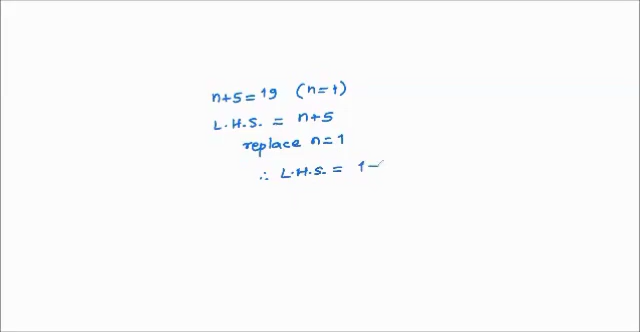 n+5=19 (n=1)
L.H.S. = n+5
replace n=1
∴ L.H.S. = 1-